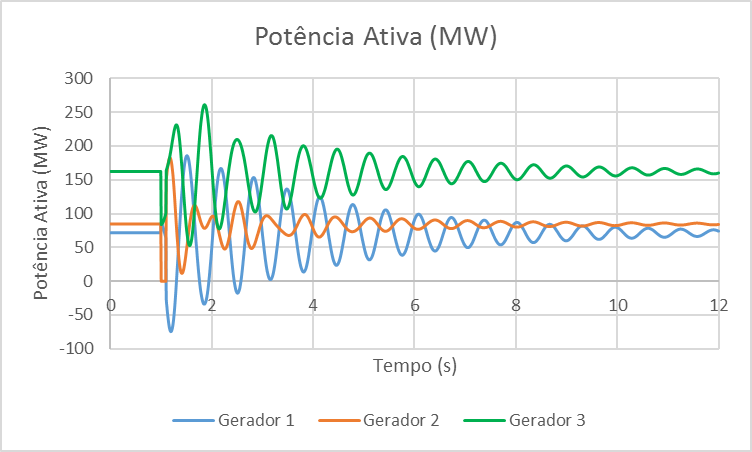 Potência Ativa (MW)
Potência Ativa (MW)
300
250
200
150
100
50
0
-50
-100
0 2 4 6 8 10 12
Tempo (s)
Gerador 1 Gerador 2 Gerador 3